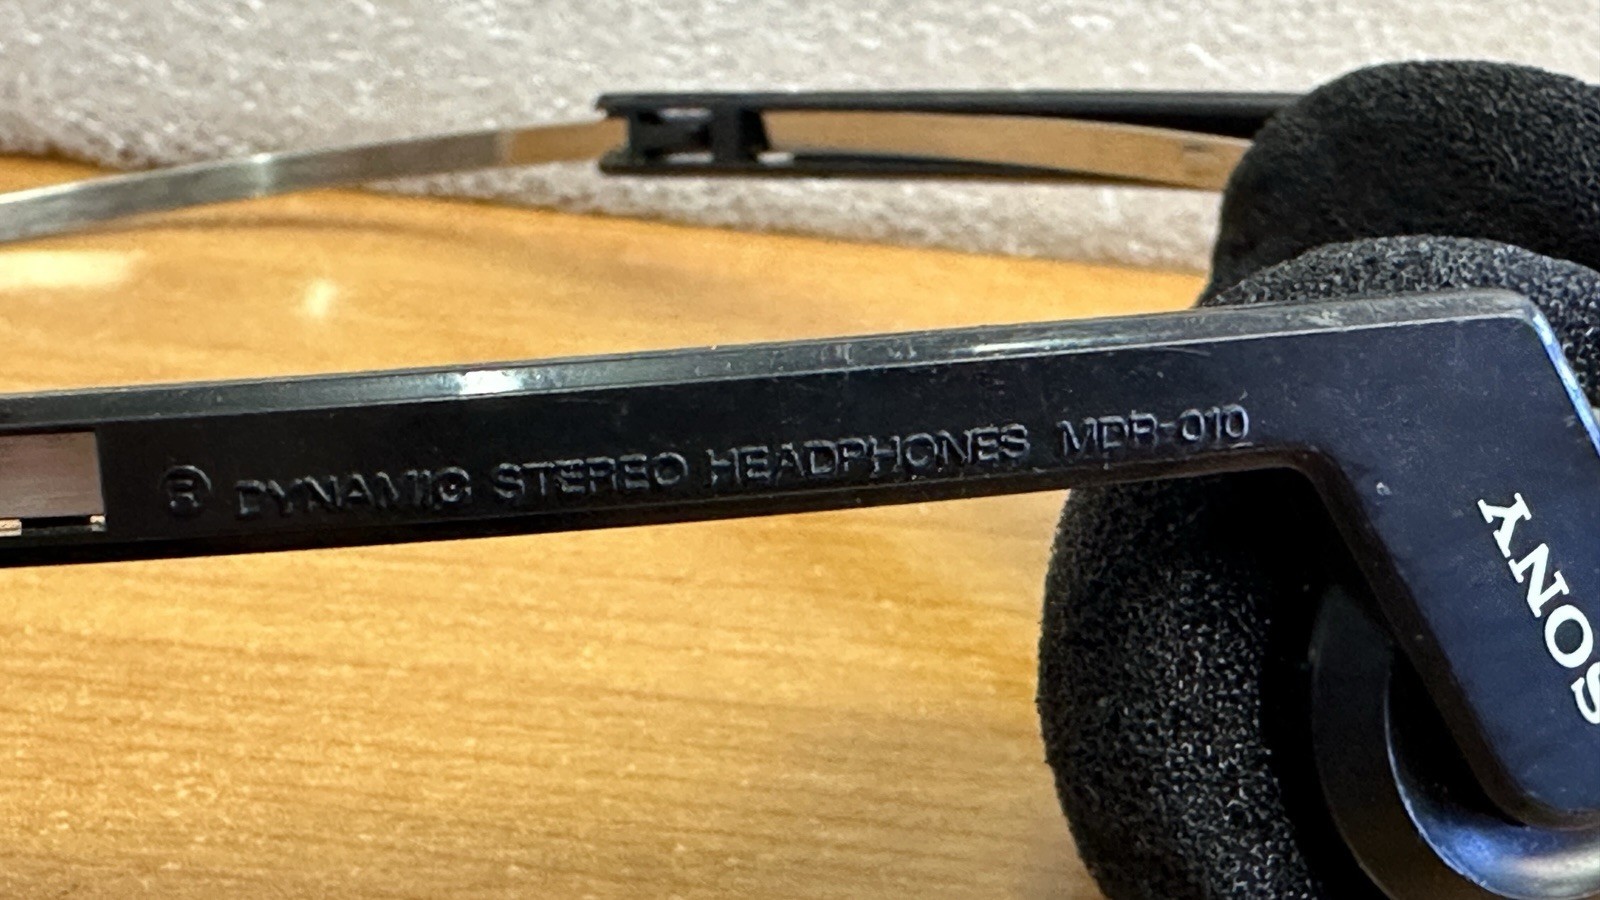 Ⓡ DYNAMIC STEREO HEADPHONES MDR-010
SONY